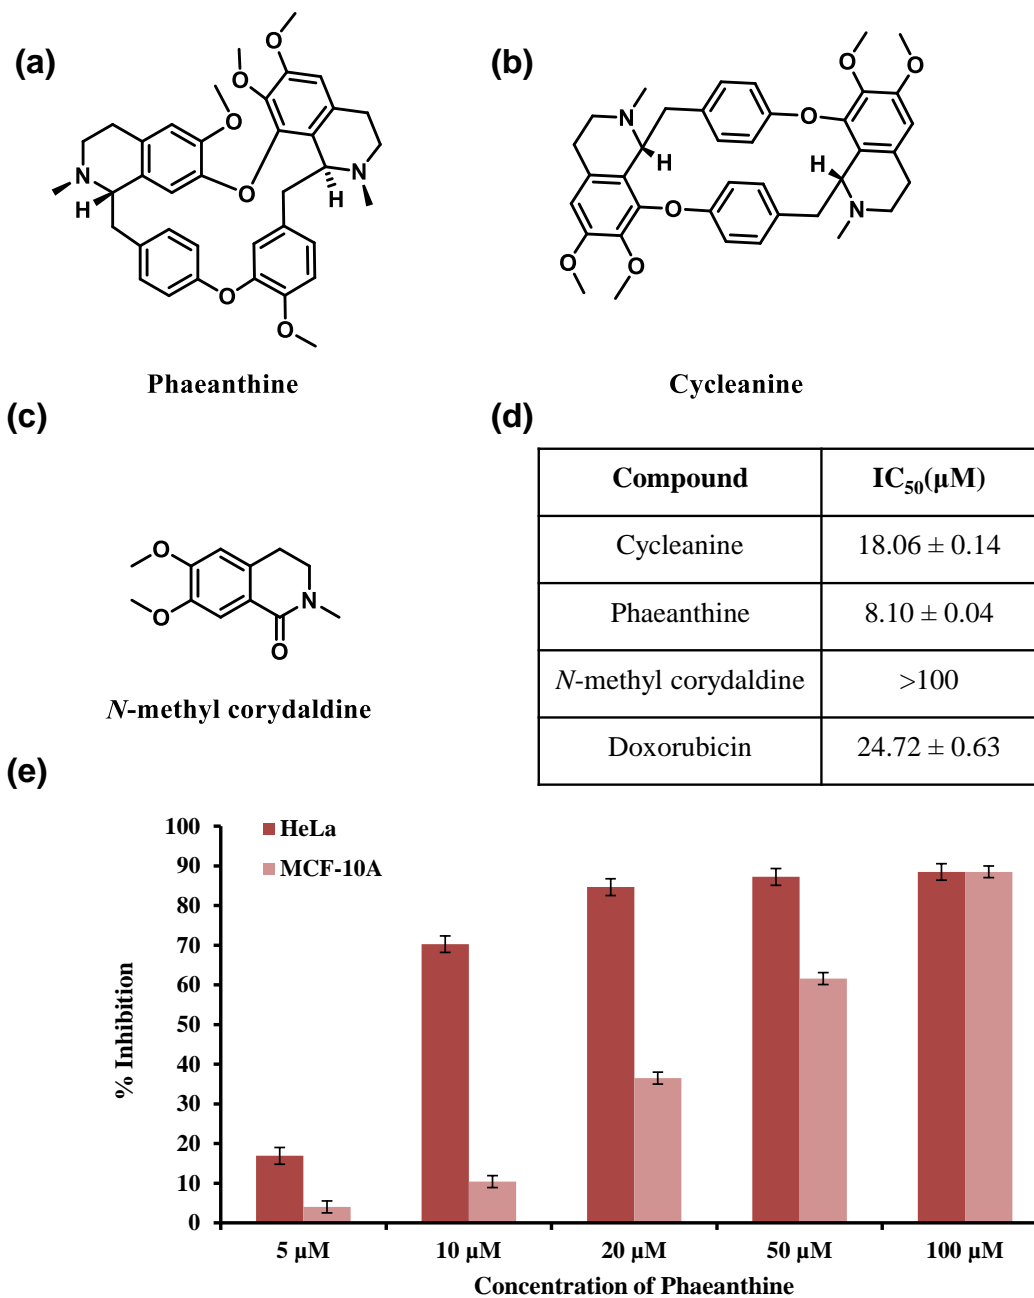 (a)
(b)
O
O
O
O
O
N
N
H
H
O
O
Phaeanthine
O
O
O
O
O
O
N
N
H
H
Cycleanine
(c)
(d)
O
O
N
O
N-methyl corydaldine
Compound IC50(µM)
Cycleanine 18.06 ± 0.14
Phaeanthine 8.10 ± 0.04
N-methyl corydaldine >100
Doxorubicin 24.72 ± 0.63
(e)
% Inhibition
100
90
80
70
60
50
40
30
20
10
0
HeLa
MCF-10A
5 µM 10 µM 20 µM 50 µM 100 µM
Concentration of Phaeanthine